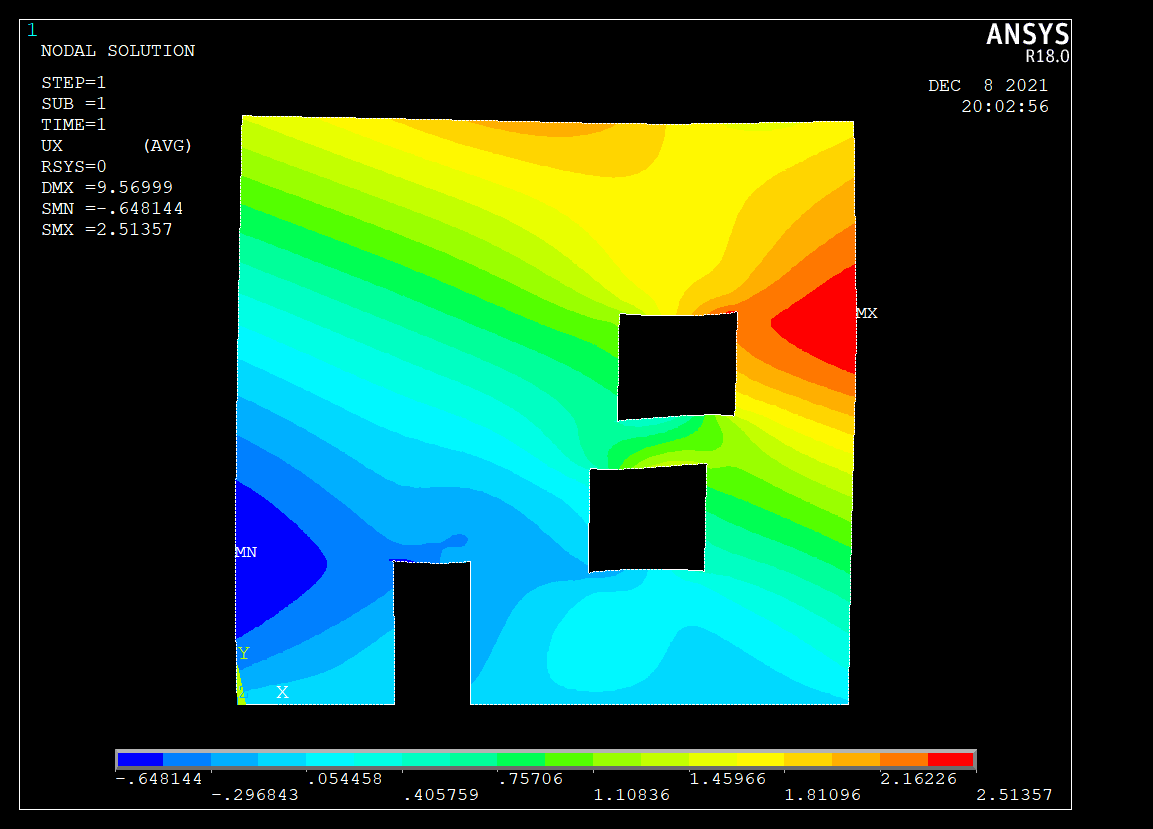 1
NODAL SOLUTION
STEP=1
SUB =1
TIME=1
UX (AVG)
RSYS=0
DMX =9.56999
SMN =-.648144
SMX =2.51357
ANSYS
R18.0
DEC 8 2021
20:02:56
MX
MN
Y
Z X
-.648144 .054458 .75706 1.45966 2.16226
-.296843 .405759 1.10836 1.81096 2.51357